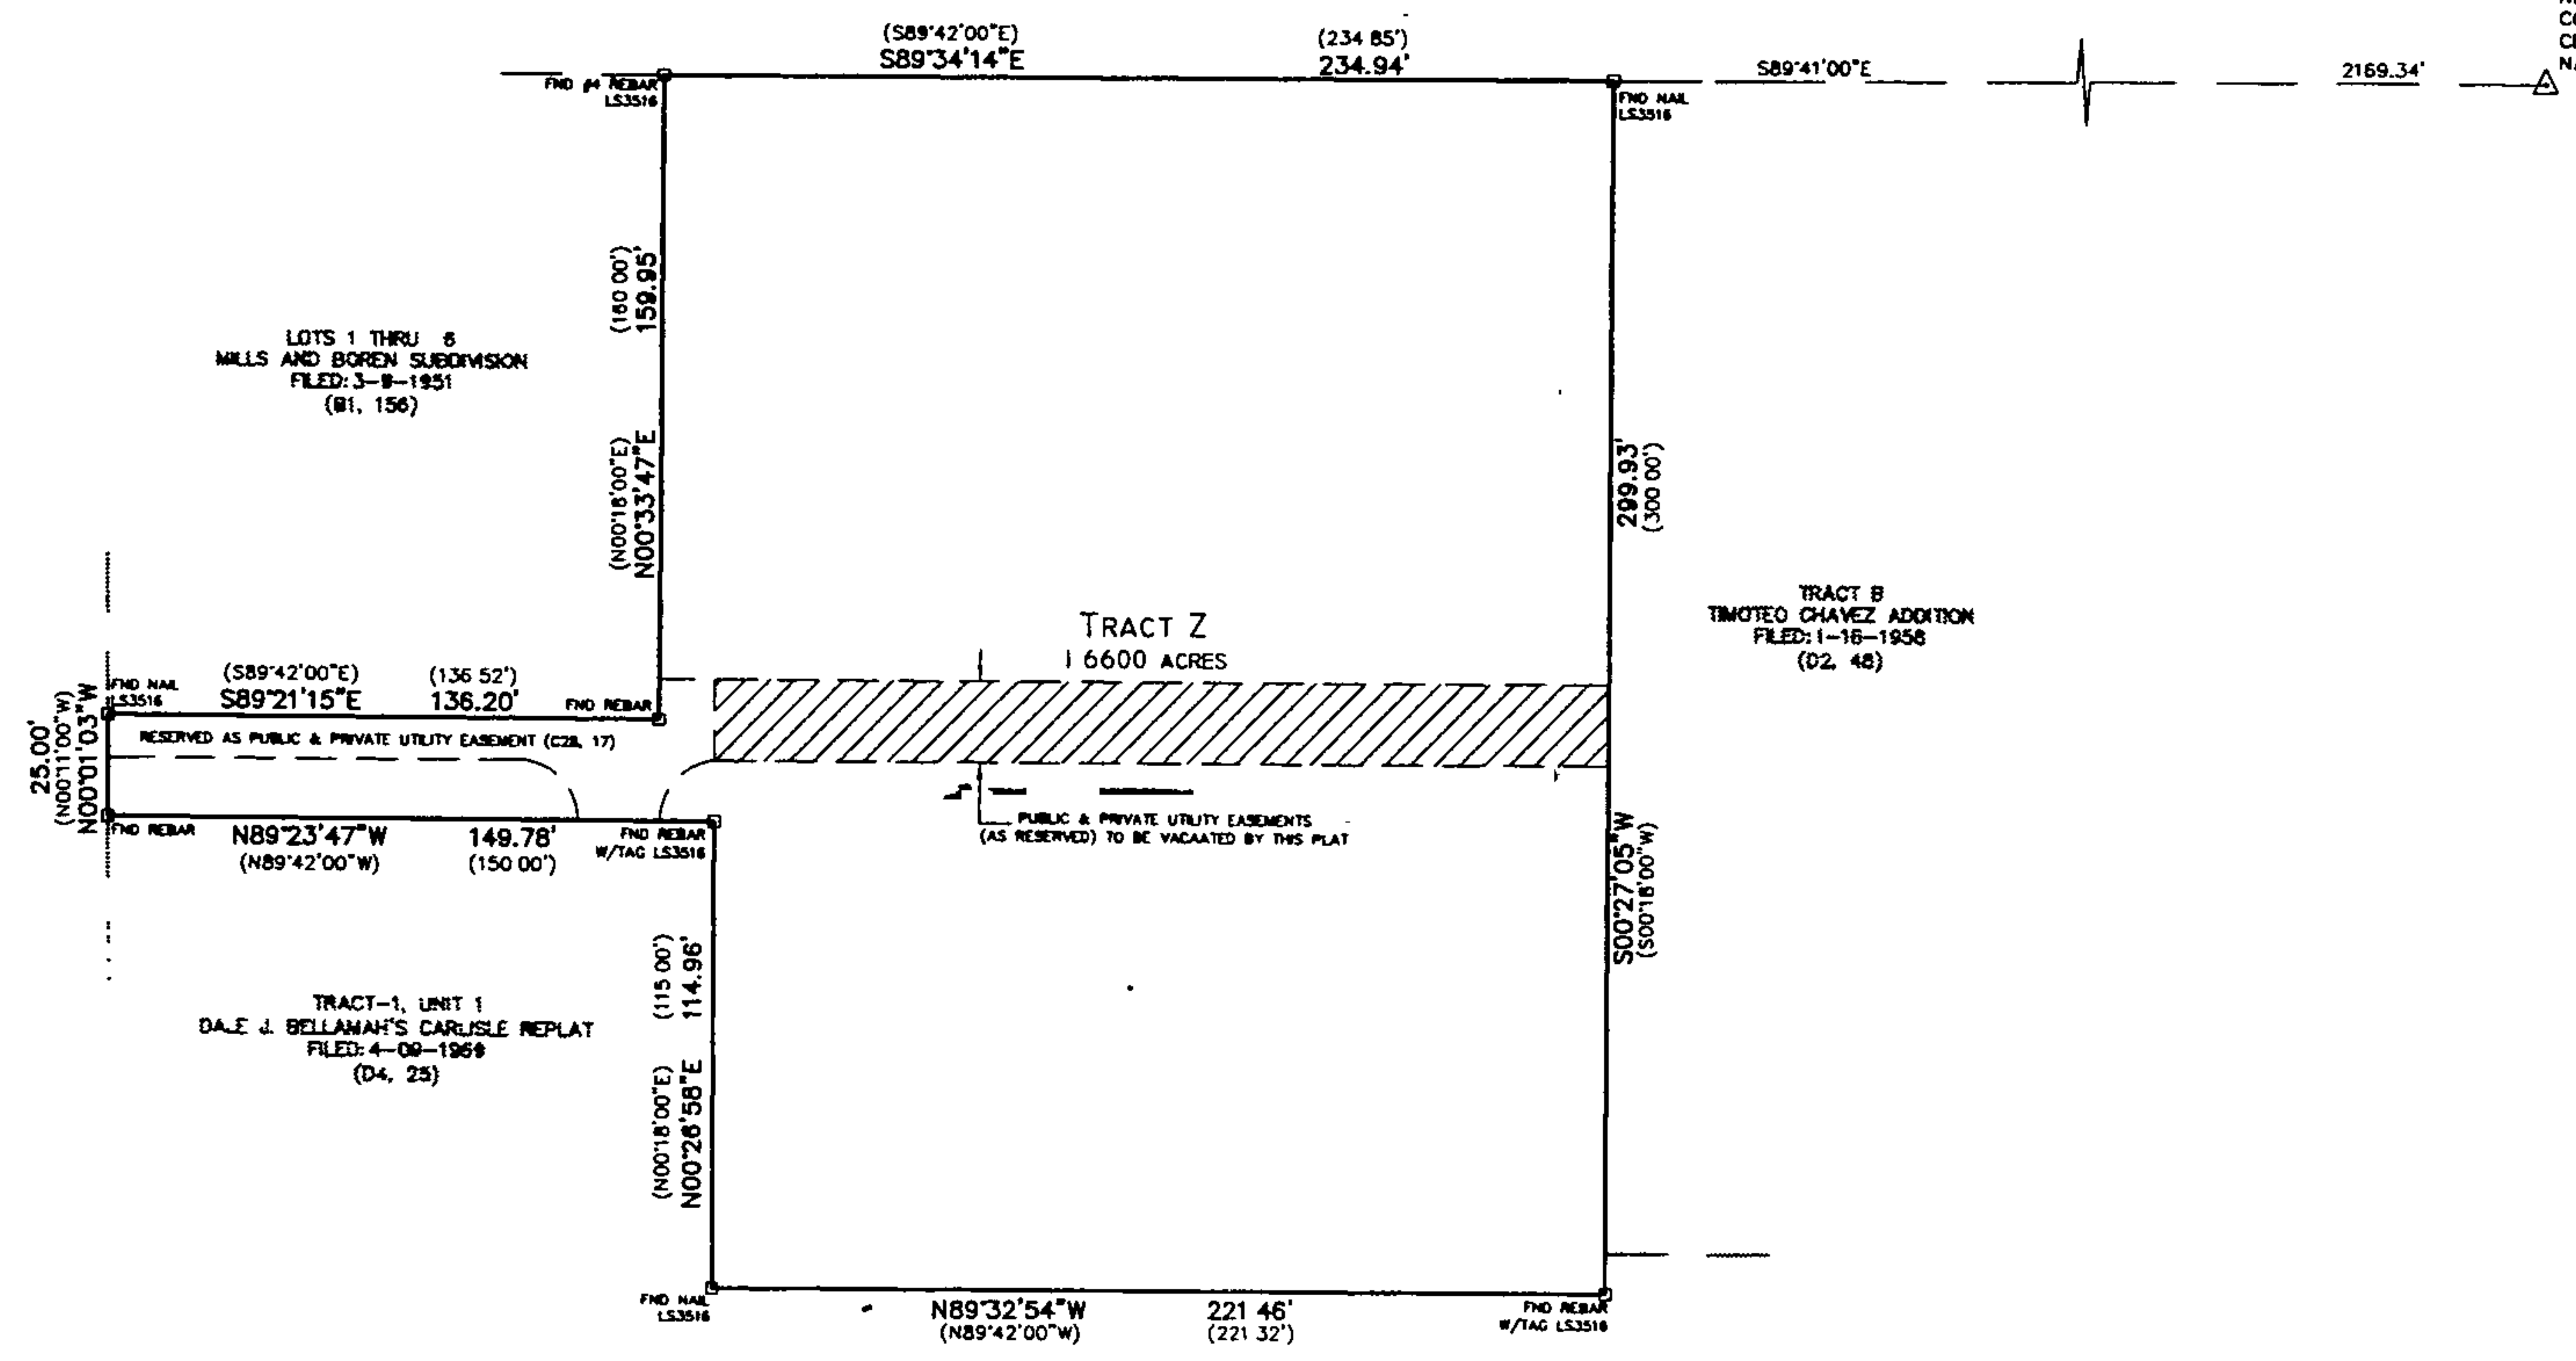 (S89°42'00"E)
(234 85')
S89°34'14"E
234.94'
S89°41'00"E
2169.34'
FND #4 REBAR
LS3516
FND NAIL
LS3516
(160 00')
159.95'
(N00°18'00"E)
N00°33'47"E
299.93'
(300 00')
LOTS 1 THRU 6
MILLS AND BOREN SUBDIVISION
FILED: 3-9-1951
(B1, 156)
TRACT Z
1 6600 ACRES
TRACT B
TIMOTEO CHAVEZ ADDITION
FILED: 1-16-1958
(D2, 48)
FND NAIL
LS3516
(S89°42'00"E)
(136 52')
S89°21'15"E
136.20'
FND REBAR
25.00'
(N00°11'00"W)
N00°01'03"W
RESERVED AS PUBLIC & PRIVATE UTILITY EASEMENT (C28, 17)
FND REBAR
N89°23'47"W
149.78'
(N89°42'00"W)
(150 00')
FND REBAR
W/TAG LS3516
PUBLIC & PRIVATE UTILITY EASEMENTS
(AS RESERVED) TO BE VACAATED BY THIS PLAT
S00°27'05"W
(S00°18'00"W)
(115 00')
114.96'
(N00°18'00"E)
N00°26'58"E
TRACT-1, UNIT 1
DALE J. BELLAMAH'S CARLISLE REPLAT
FILED: 4-09-1969
(D4, 25)
FND NAIL
LS3516
N89°32'54"W
221 46'
(N89°42'00"W)
(221 32')
FND REBAR
W/TAG LS3516